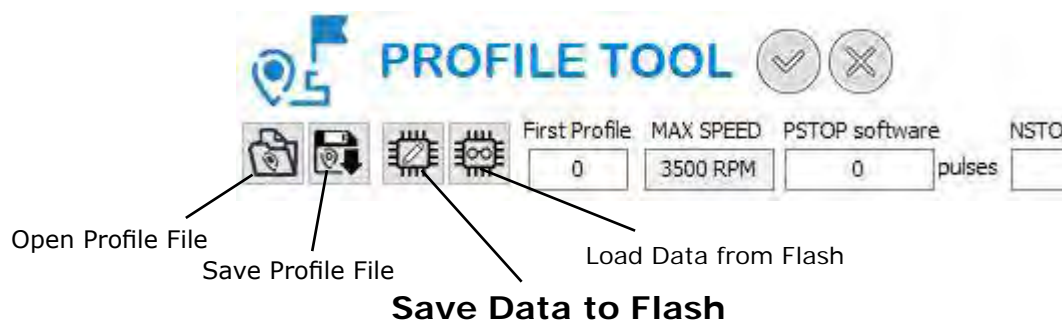 PROFILE TOOL
First Profile MAX SPEED PSTOP software NSTO
0 3500 RPM 0 pulses
Open Profile File
Load Data from Flash
Save Profile File
Save Data to Flash